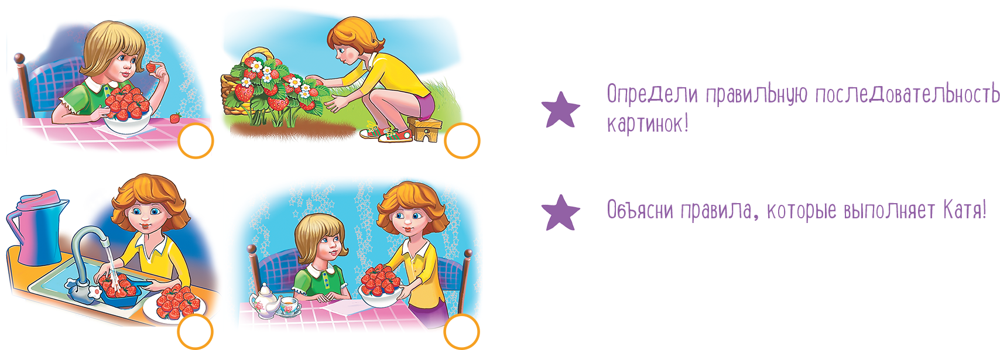 Определи правильную последовательность
картинок!
Объясни правила, которые выполняет Катя!